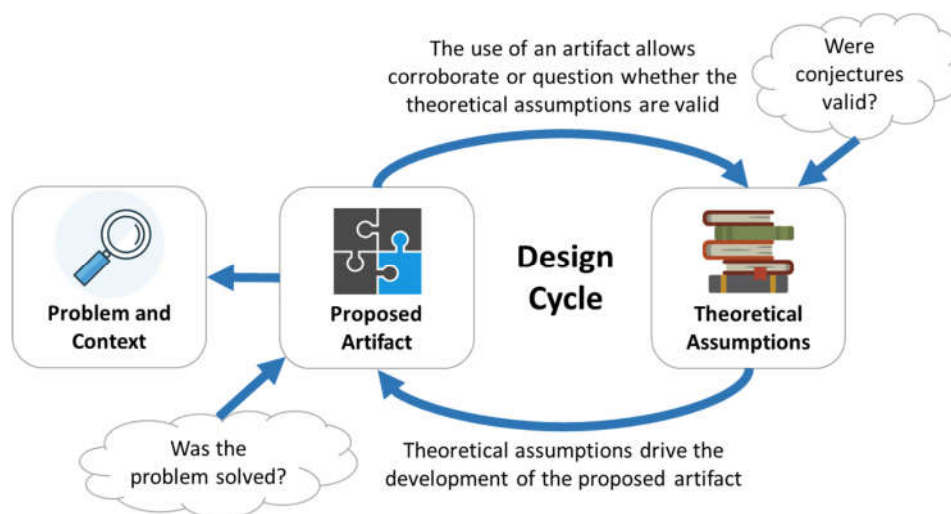 The use of an artifact allows
corroborate or question whether the
theoretical assumptions are valid
Were
conjectures
valid?
Problem and
Context
Proposed
Artifact
Design
Cycle
Theoretical
Assumptions
Was the
problem solved?
Theoretical assumptions drive the
development of the proposed artifact